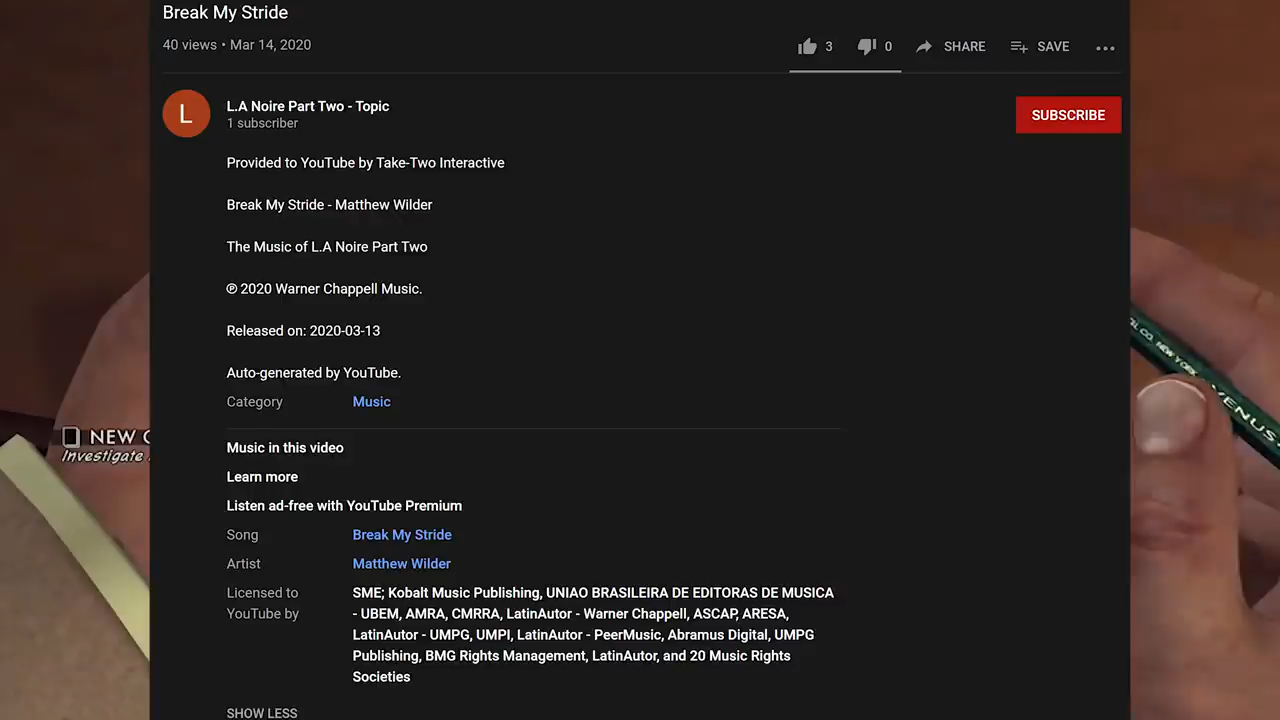 Break My Stride
40 views • Mar 14, 2020
3
0
SHARE
SAVE
L
L.A Noire Part Two - Topic
1 subscriber
SUBSCRIBE
Provided to YouTube by Take-Two Interactive
Break My Stride - Matthew Wilder
The Music of L.A Noire Part Two
℗ 2020 Warner Chappell Music.
Released on: 2020-03-13
Auto-generated by YouTube.
Category Music
NEW
Investigate
Music in this video
Learn more
Listen ad-free with YouTube Premium
Song Break My Stride
Artist Matthew Wilder
Licensed to YouTube by
SME; Kobalt Music Publishing, UNIAO BRASILEIRA DE EDITORAS DE MUSICA
- UBEM, AMRA, CMRRA, LatinAutor - Warner Chappell, ASCAP, ARESA,
LatinAutor - UMPG, UMPI, LatinAutor - PeerMusic, Abramus Digital, UMPG
Publishing, BMG Rights Management, LatinAutor, and 20 Music Rights
Societies
SHOW LESS
CO. NEW YORK
VENUS